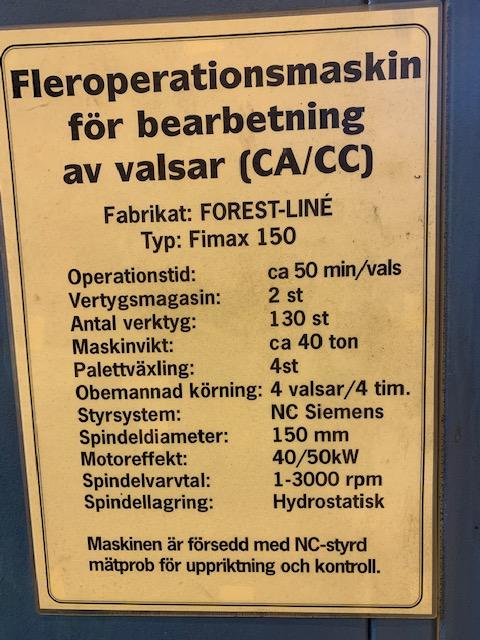 Fleroperationsmaskin
för bearbetning
av valsar (CA/CC)
Fabrikat: FOREST-LINÉ
Typ: Fimax 150
Operationstid: ca 50 min/vals
Vertygsmagasin: 2 st
Antal verktyg: 130 st
Maskinvikt: ca 40 ton
Palettväxling: 4st
Obemannad körning: 4 valsar/4 tim.
Styrsystem: NC Siemens
Spindeldiameter: 150 mm
Motoreffekt: 40/50kW
Spindelvarvtal: 1-3000 rpm
Spindellagring: Hydrostatisk
Maskinen är försedd med NC-styrd
mätprob för uppriktning och kontroll.